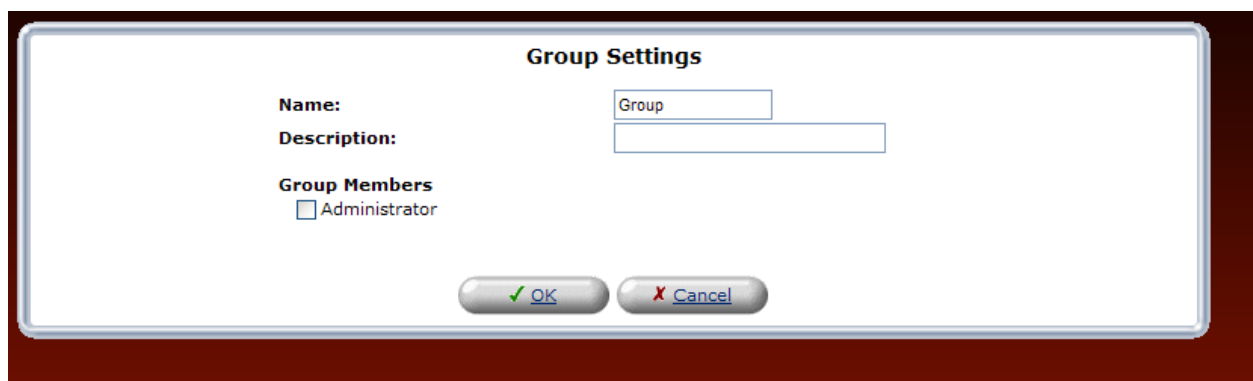 Group Settings
Name: Group
Description:
Group Members
Administrator
OK Cancel